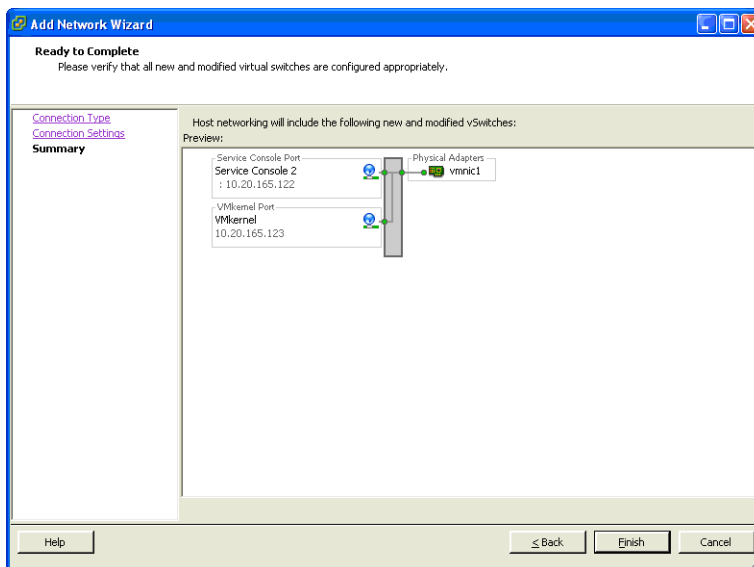 Add Network Wizard
Ready to Complete
Please verify that all new and modified virtual switches are configured appropriately.
Connection Type
Connection Settings
Summary
Host networking will include the following new and modified vSwitches:
Preview:
Service Console Port
Service Console 2
: 10.20.165.122
Physical Adapters
vmnic1
VMkernel Port
VMkernel
10.20.165.123
Help
< Back
Finish
Cancel